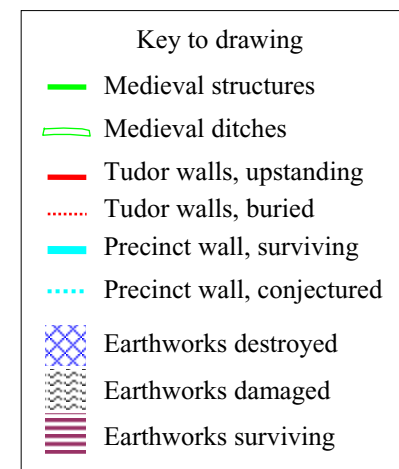 Key to drawing
Medieval structures
Medieval ditches
Tudor walls, upstanding
Tudor walls, buried
Precinct wall, surviving
Precinct wall, conjectured
Earthworks destroyed
Earthworks damaged
Earthworks surviving